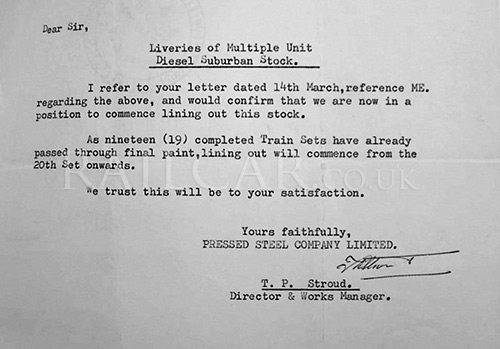 Dear Sir,
Liveries of Multiple Unit
Diesel Suburban Stock.
I refer to your letter dated 14th March,reference ME.
regarding the above, and would confirm that we are now in a
position to commence lining out this stock.
As nineteen (19) completed Train Sets have already
passed through final paint,lining out will commence from the
20th Set onwards.
RAILCAR.co.uk
We trust this will be to your satisfaction.
Yours faithfully,
PRESSED STEEL COMPANY LIMITED.
T. P. Stroud.
Director & Works Manager.